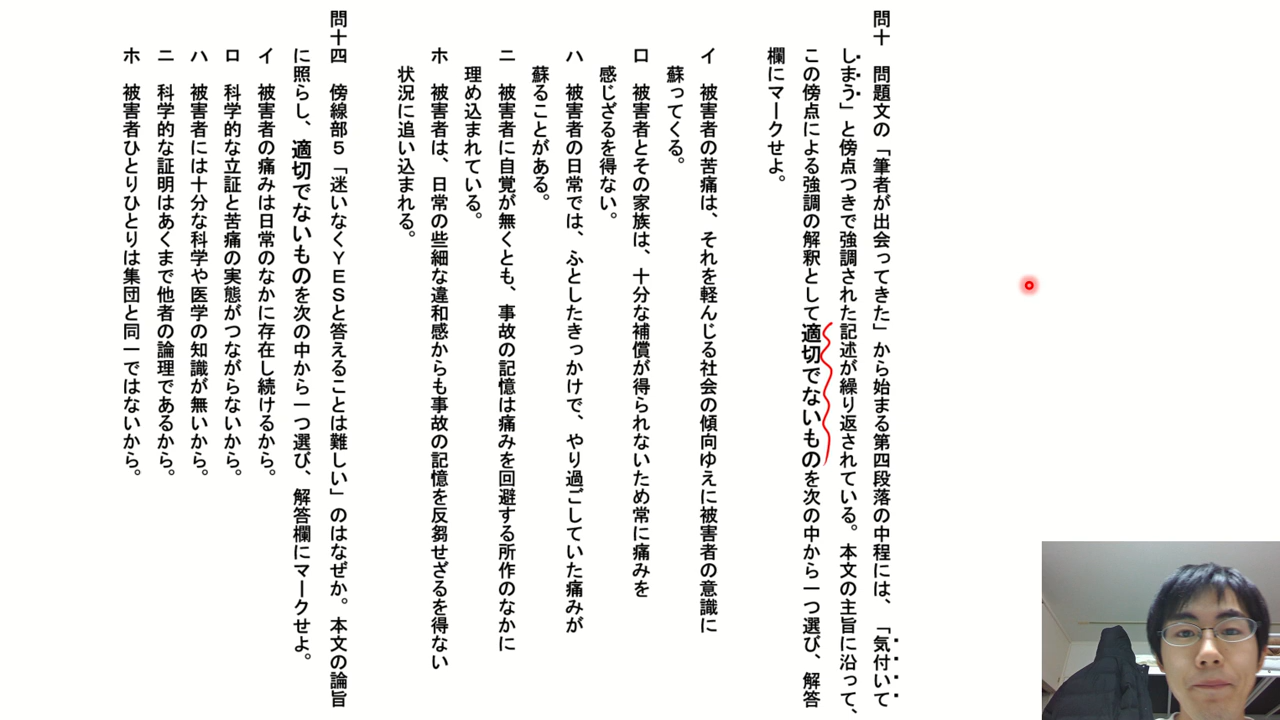 問十　問題文の「筆者が出会ってきた」から始まる第四段落の中程には、「気付いて
しまう」と傍点つきで強調された記述が繰り返されている。本文の主旨に沿って、
この傍点による強調の解釈として適切でないものを次の中から一つ選び、解答
欄にマークせよ。
イ　被害者の苦痛は、それを軽んじる社会の傾向ゆえに被害者の意識に
蘇ってくる。
ロ　被害者とその家族は、十分な補償が得られないため常に痛みを
感じざるを得ない。
ハ　被害者の日常では、ふとしたきっかけで、やり過ごしていた痛みが
蘇ることがある。
ニ　被害者に自覚が無くとも、事故の記憶は痛みを回避する所作のなかに
埋め込まれている。
ホ　被害者は、日常の些細な違和感からも事故の記憶を反芻せざるを得ない
状況に追い込まれる。
問十四　傍線部５「迷いなくＹＥＳと答えることは難しい」のはなぜか。本文の論旨
に照らし、適切でないものを次の中から一つ選び、解答欄にマークせよ。
イ　被害者の痛みは日常のなかに存在し続けるから。
ロ　科学的な立証と苦痛の実態がつながらないから。
ハ　被害者には十分な科学や医学の知識が無いから。
ニ　科学的な証明はあくまで他者の論理であるから。
ホ　被害者ひとりひとりは集団と同一ではないから。